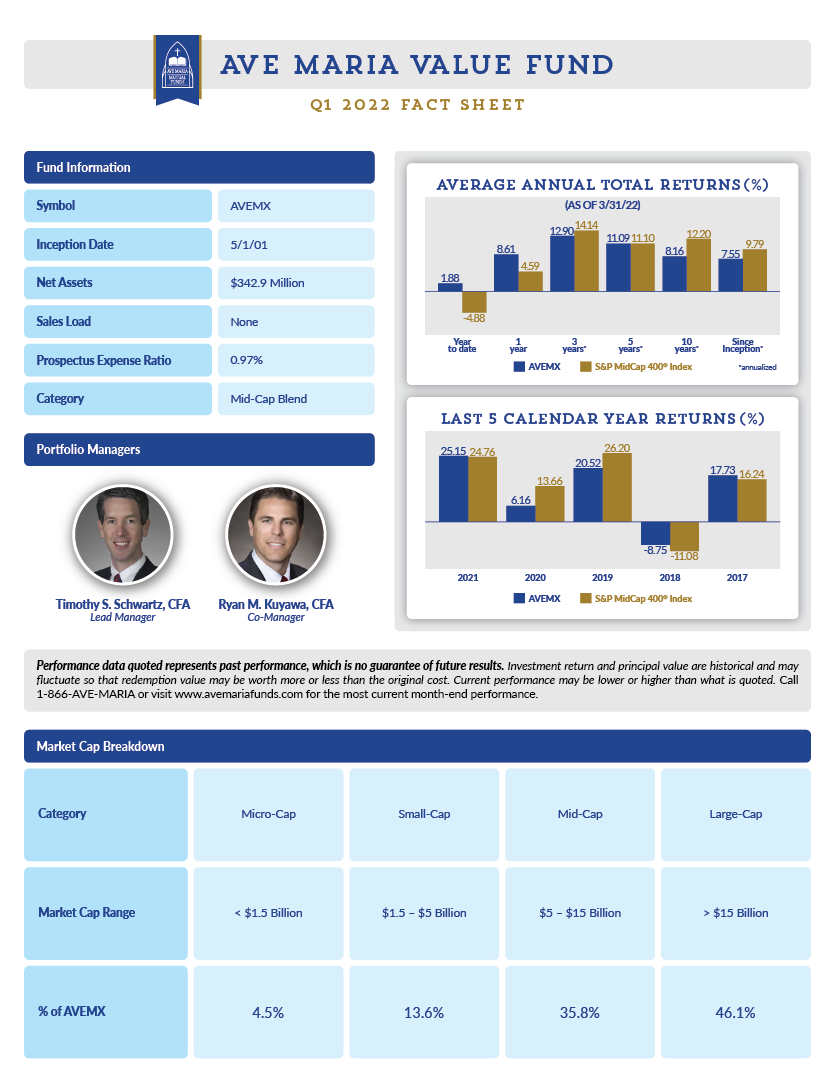 AVE MARIA
MUTUAL
FUNDS
AVE MARIA VALUE FUND
Q1 2022 FACT SHEET
Fund Information
Symbol AVEMX
Inception Date 5/1/01
Net Assets $342.9 Million
Sales Load None
Prospectus Expense Ratio 0.97%
Category Mid-Cap Blend
Portfolio Managers
Timothy S. Schwartz, CFA
Lead Manager
Ryan M. Kuyawa, CFA
Co-Manager
AVERAGE ANNUAL TOTAL RETURNS (%)
(AS OF 3/31/22)
1.88 -4.88 8.61 4.59 12.90 14.14 11.09 11.10 8.16 12.20 7.55 9.79
Year 1 3 5 10 Since
to date year years* years* years* Inception*
AVEMX S&P MidCap 400® Index *annualized
LAST 5 CALENDAR YEAR RETURNS (%)
25.15 24.76 6.16 13.66 20.52 26.20 -8.75 -11.08 17.73 16.24
2021 2020 2019 2018 2017
AVEMX S&P MidCap 400® Index
Performance data quoted represents past performance, which is no guarantee of future results. Investment return and principal value are historical and may
fluctuate so that redemption value may be worth more or less than the original cost. Current performance may be lower or higher than what is quoted. Call
1-866-AVE-MARIA or visit www.avemariafunds.com for the most current month-end performance.
Market Cap Breakdown
Category Micro-Cap Small-Cap Mid-Cap Large-Cap
Market Cap Range < $1.5 Billion $1.5 – $5 Billion $5 – $15 Billion > $15 Billion
% of AVEMX 4.5% 13.6% 35.8% 46.1%